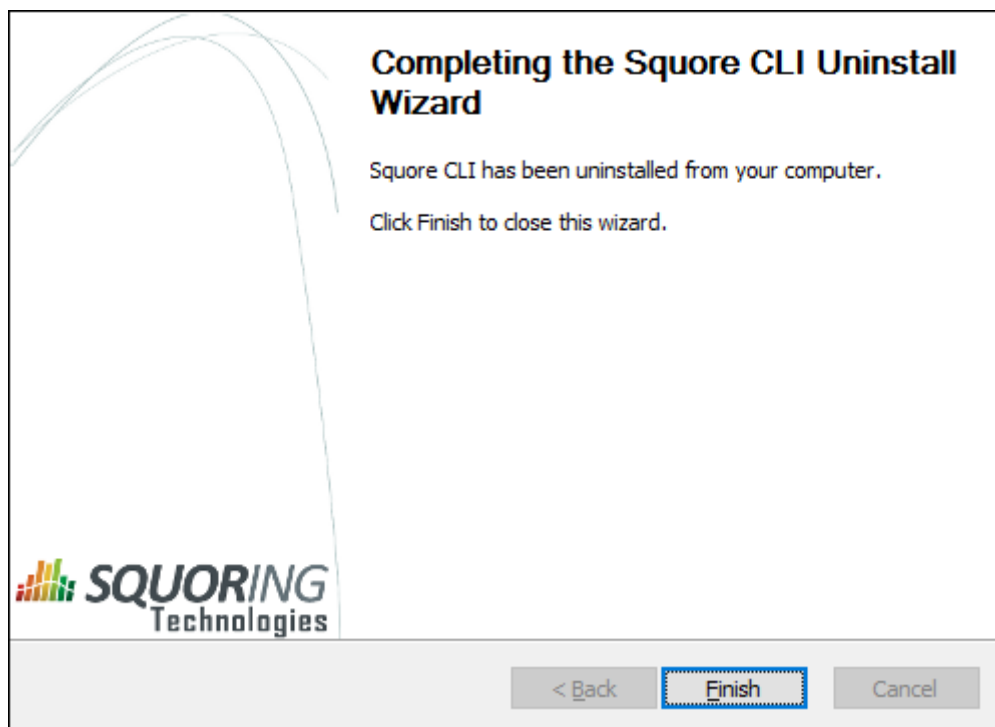 Completing the Squore CLI Uninstall
Wizard
Squore CLI has been uninstalled from your computer.
Click Finish to close this wizard.
SQUORING
Technologies
< Back
Finish
Cancel